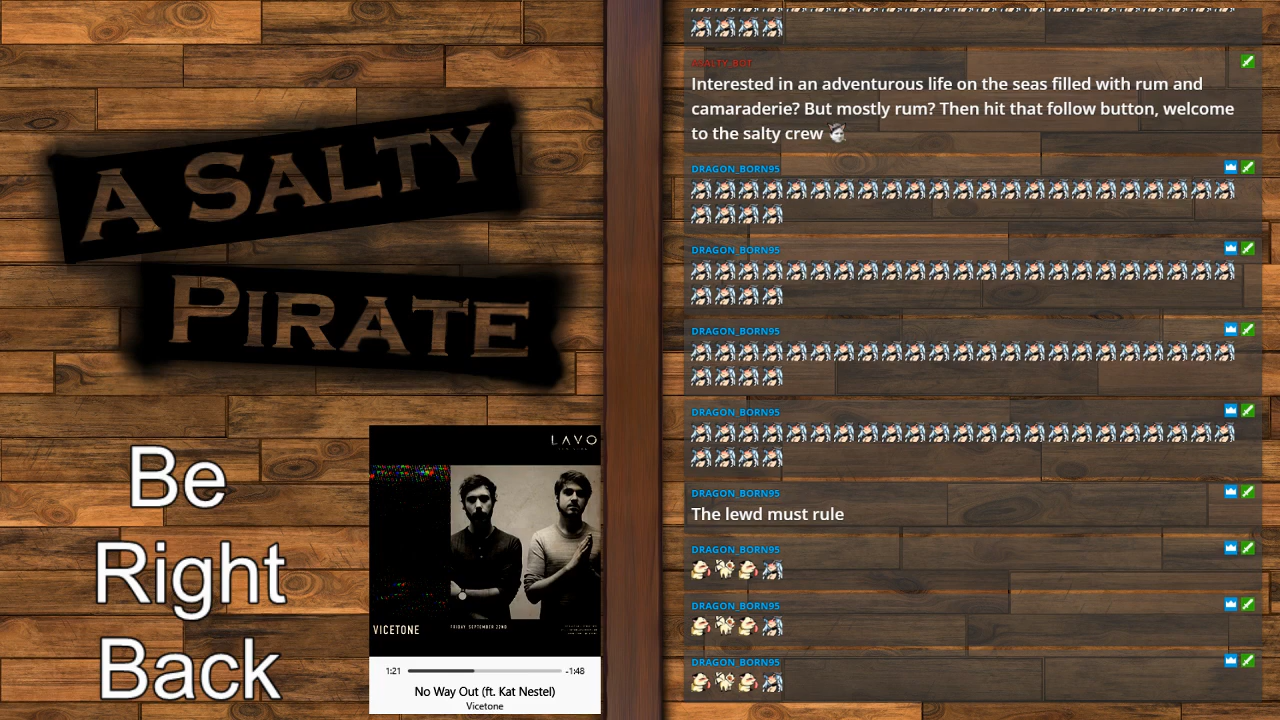 A SALTY
PIRATE
Be
Right
Back
LAVO
VICETONE
FRIDAY, SEPTEMBER 22ND
1:21
-1:48
No Way Out (ft. Kat Nestel)
Vicetone
ASALTY_BOT
Interested in an adventurous life on the seas filled with rum and
camaraderie? But mostly rum? Then hit that follow button, welcome
to the salty crew
DRAGON_BORN95
DRAGON_BORN95
DRAGON_BORN95
DRAGON_BORN95
DRAGON_BORN95
The lewd must rule
DRAGON_BORN95
DRAGON_BORN95
DRAGON_BORN95